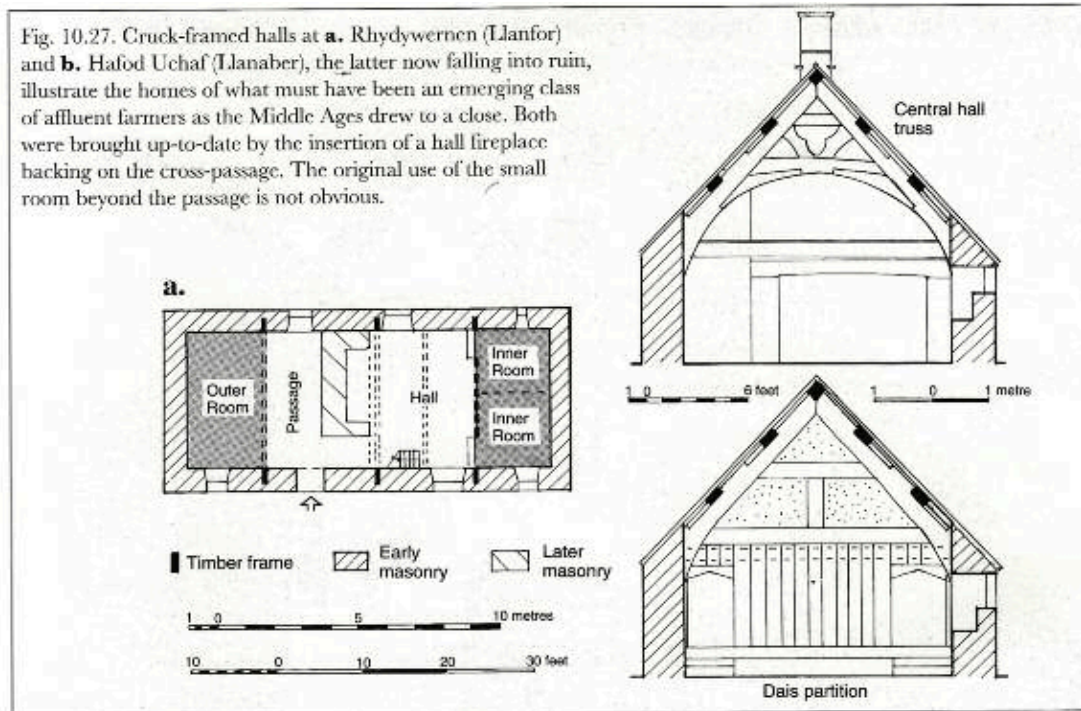 Fig. 10.27. Cruck-framed halls at a. Rhydywernen (Llanfor)
and b. Hafod Uchaf (Llanaber), the latter now falling into ruin,
illustrate the homes of what must have been an emerging class
of affluent farmers as the Middle Ages drew to a close. Both
were brought up-to-date by the insertion of a hall fireplace
backing on the cross-passage. The original use of the small
room beyond the passage is not obvious.
Central hall
truss
1 0 6 feet
1 0 1 metre
a.
Outer
Room
Passage
Hall
Inner
Room
Inner
Room
Timber frame
Early
masonry
Later
masonry
1 0 5 10 metres
10 0 10 20 30 feet
Dais partition